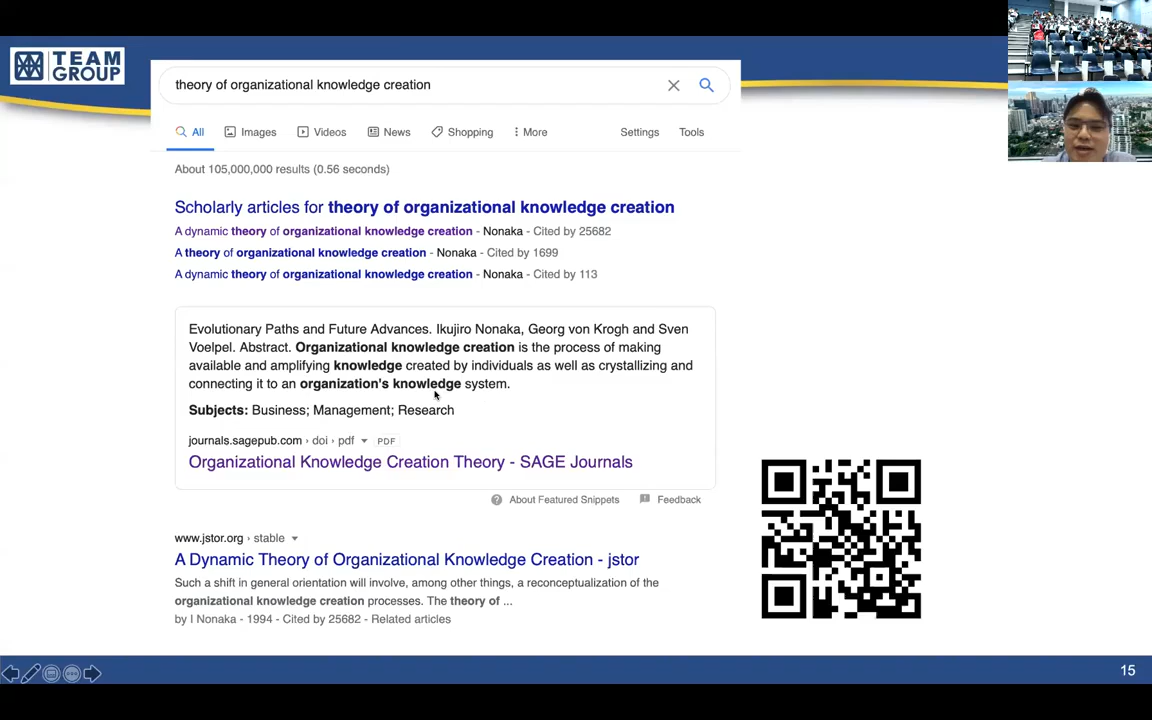 TEAM
GROUP
theory of organizational knowledge creation
All Images Videos News Shopping More Settings Tools
About 105,000,000 results (0.56 seconds)
Scholarly articles for theory of organizational knowledge creation
A dynamic theory of organizational knowledge creation - Nonaka - Cited by 25682
A theory of organizational knowledge creation - Nonaka - Cited by 1699
A dynamic theory of organizational knowledge creation - Nonaka - Cited by 113
Evolutionary Paths and Future Advances. Ikujiro Nonaka, Georg von Krogh and Sven
Voelpel. Abstract. Organizational knowledge creation is the process of making
available and amplifying knowledge created by individuals as well as crystallizing and
connecting it to an organization's knowledge system.
Subjects: Business; Management; Research
journals.sagepub.com › doi › pdf PDF
Organizational Knowledge Creation Theory - SAGE Journals
About Featured Snippets Feedback
www.jstor.org › stable
A Dynamic Theory of Organizational Knowledge Creation - jstor
Such a shift in general orientation will involve, among other things, a reconceptualization of the
organizational knowledge creation processes. The theory of ...
by I Nonaka - 1994 - Cited by 25682 - Related articles
15